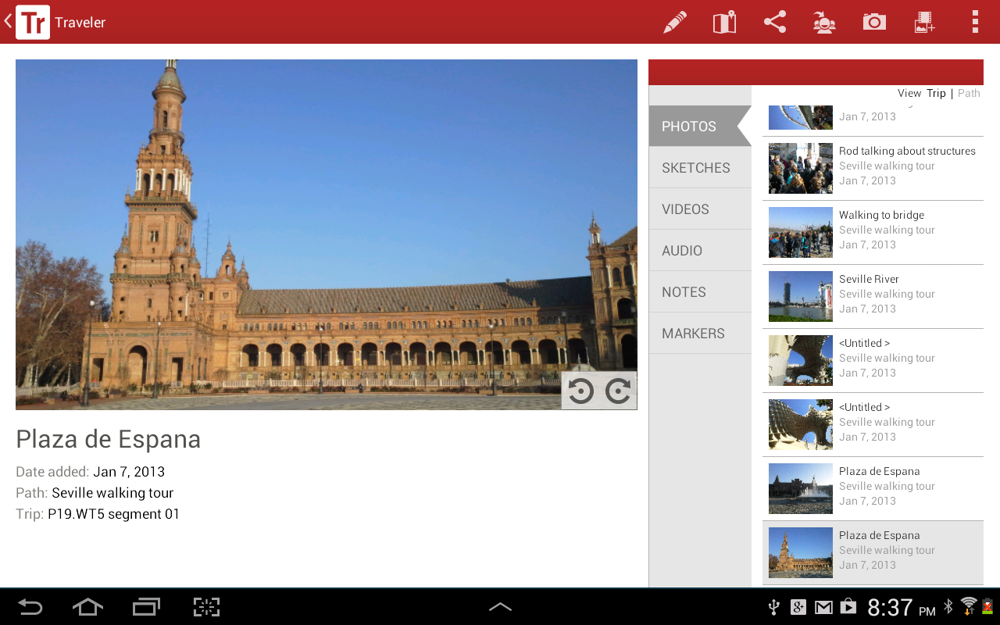 Tr Traveler
View Trip | Path
PHOTOS
SKETCHES
VIDEOS
AUDIO
NOTES
MARKERS
Jan 7, 2013
Rod talking about structures
Seville walking tour
Jan 7, 2013
Walking to bridge
Seville walking tour
Jan 7, 2013
Seville River
Seville walking tour
Jan 7, 2013
<Untitled >
Seville walking tour
Jan 7, 2013
<Untitled >
Seville walking tour
Jan 7, 2013
Plaza de Espana
Seville walking tour
Jan 7, 2013
Plaza de Espana
Seville walking tour
Jan 7, 2013
Plaza de Espana
Date added: Jan 7, 2013
Path: Seville walking tour
Trip: P19.WT5 segment 01
8:37 PM